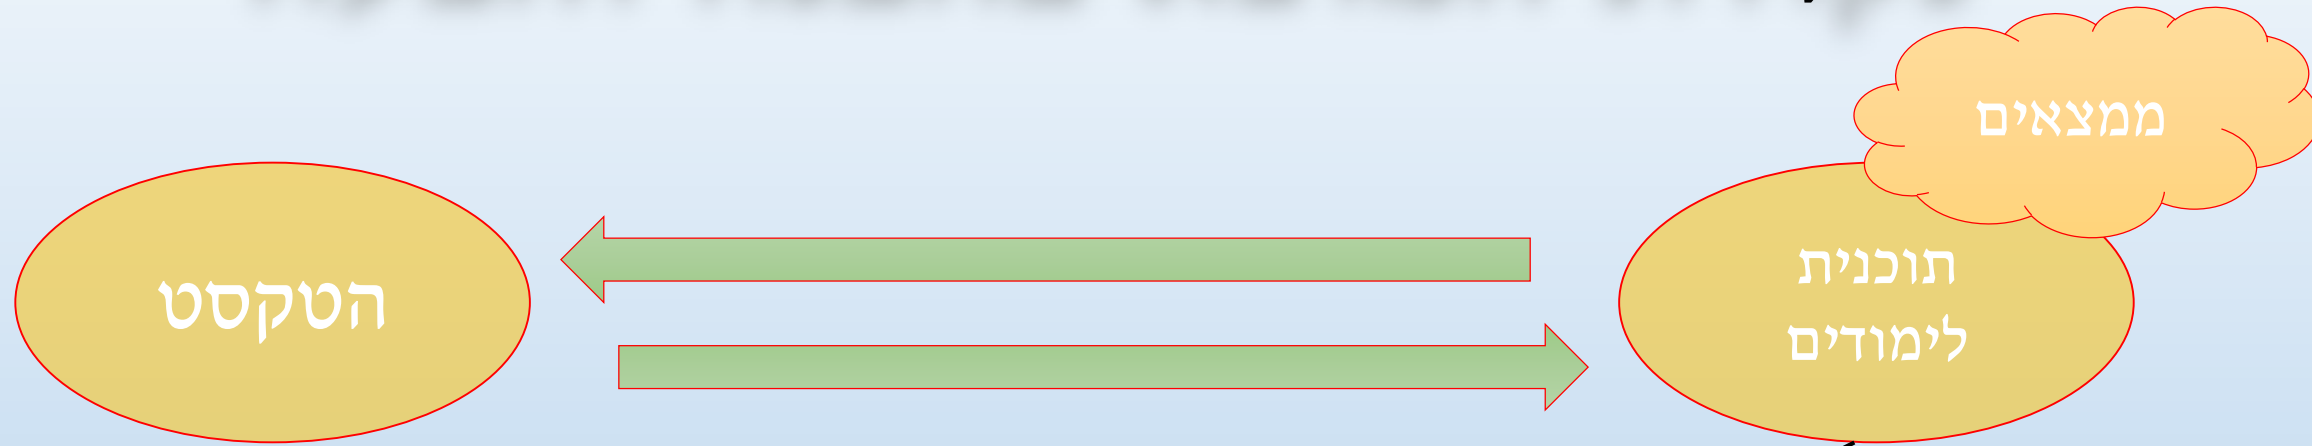 ממצאים
תוכנית
לימודים
הטקסט